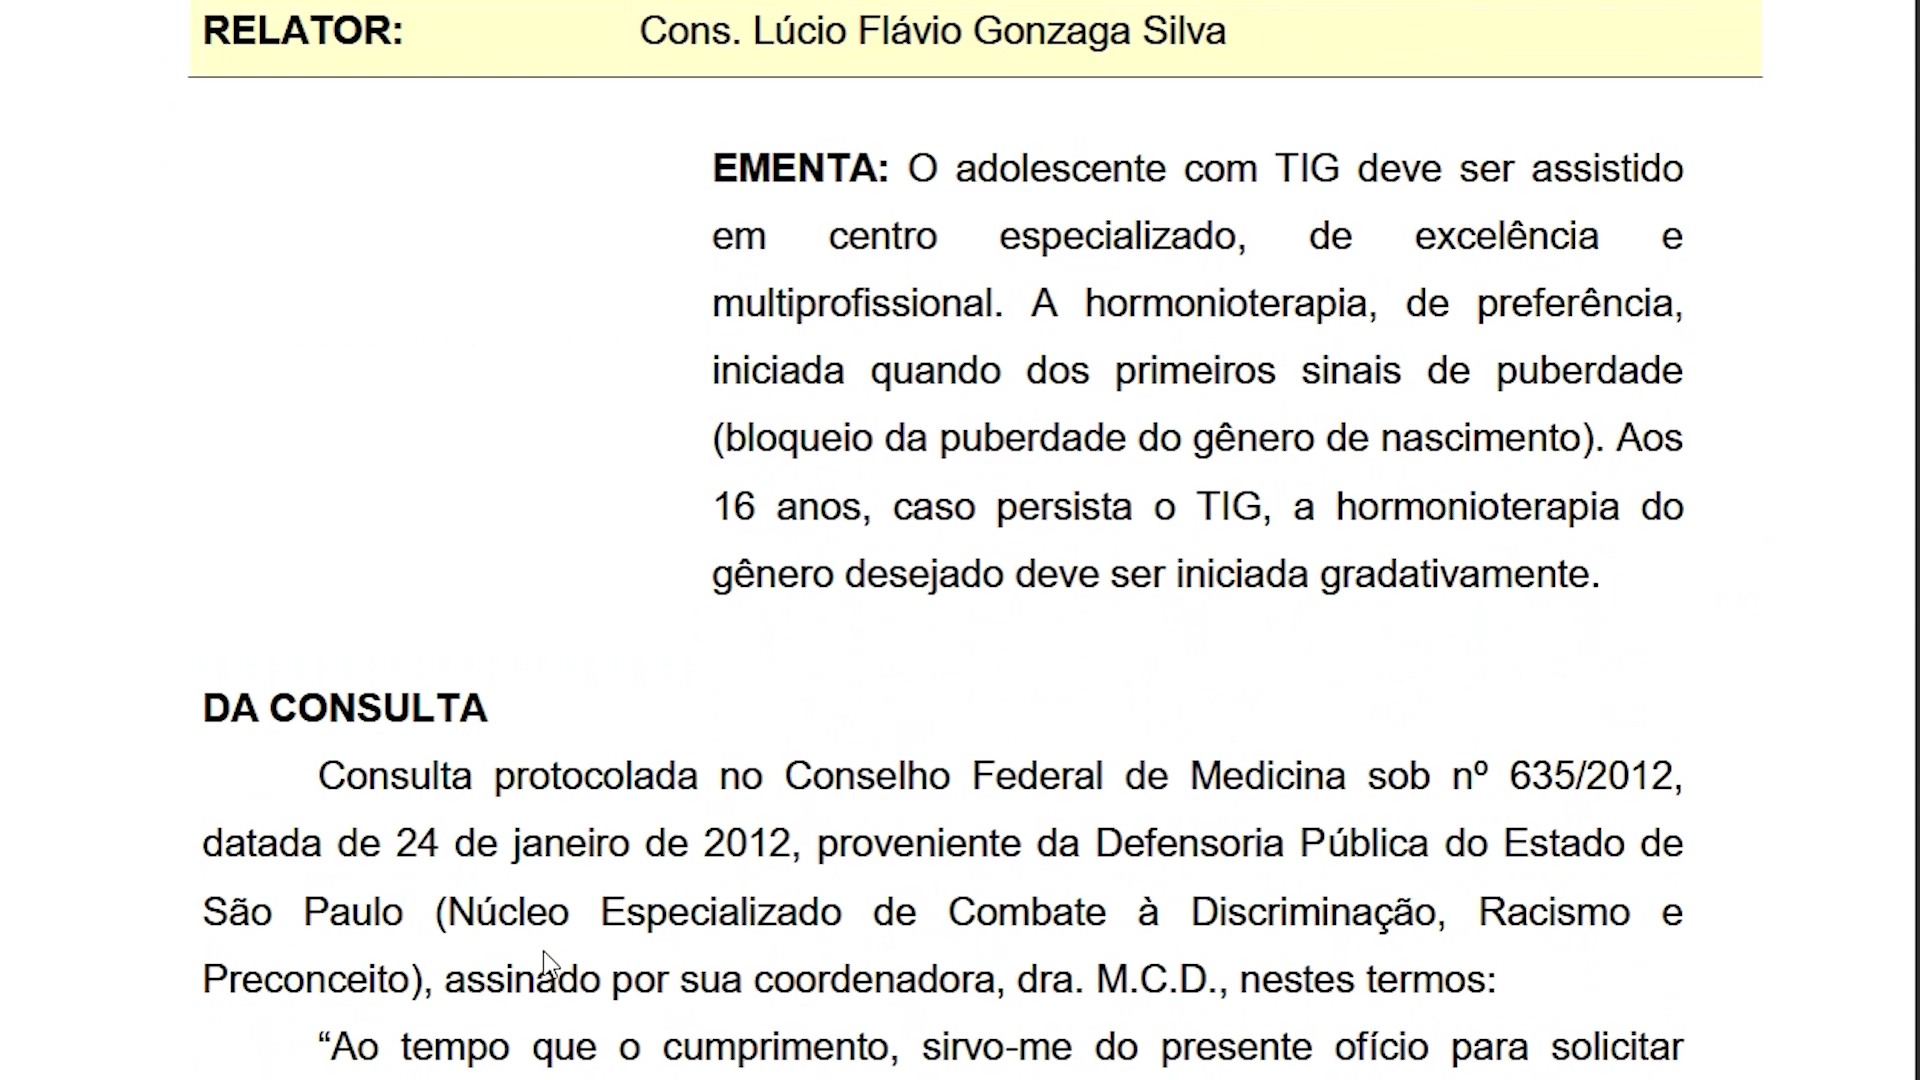 RELATOR: Cons. Lúcio Flávio Gonzaga Silva
EMENTA: O adolescente com TIG deve ser assistido
em centro especializado, de excelência e
multiprofissional. A hormonioterapia, de preferência,
iniciada quando dos primeiros sinais de puberdade
(bloqueio da puberdade do gênero de nascimento). Aos
16 anos, caso persista o TIG, a hormonioterapia do
gênero desejado deve ser iniciada gradativamente.
DA CONSULTA
Consulta protocolada no Conselho Federal de Medicina sob nº 635/2012,
datada de 24 de janeiro de 2012, proveniente da Defensoria Pública do Estado de
São Paulo (Núcleo Especializado de Combate à Discriminação, Racismo e
Preconceito), assinado por sua coordenadora, dra. M.C.D., nestes termos:
“Ao tempo que o cumprimento, sirvo-me do presente ofício para solicitar